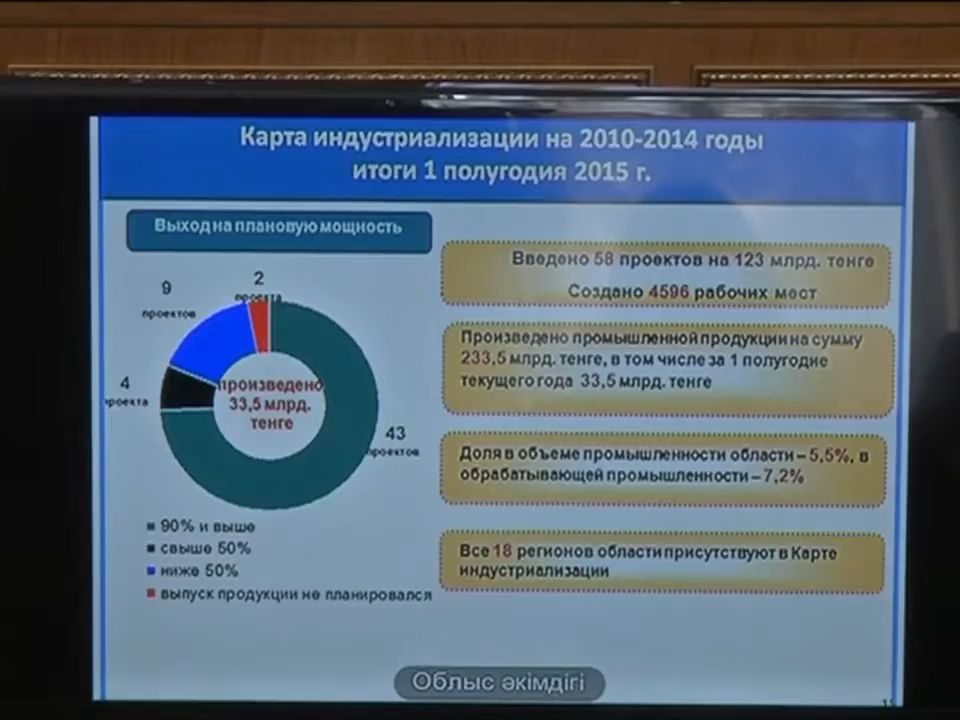 Карта индустриализации на 2010-2014 годы
итоги 1 полугодия 2015 г.
Выход на плановую мощность
Введено 58 проектов на 123 млрд. тенге
Создано 4596 рабочих мест
Произведено промышленной продукции на сумму
233,5 млрд. тенге, в том числе за 1 полугодие
текущего года 33,5 млрд. тенге
Доля в объеме промышленности области – 5,5%, в
обрабатывающей промышленности – 7,2%
Все 18 регионов области присутствуют в Карте
индустриализации
2
проекта
9
проектов
4
проекта
43
проектов
произведено
33,5 млрд.
тенге
90% и выше
свыше 50%
ниже 50%
выпуск продукции не планировался
Облыс әкімдігі